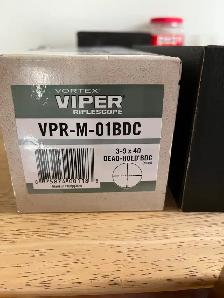 VORTEX
VIPER
RIFLESCOPE
VPR-M-01BDC
3-9 x 40
DEAD-HOLD BDC